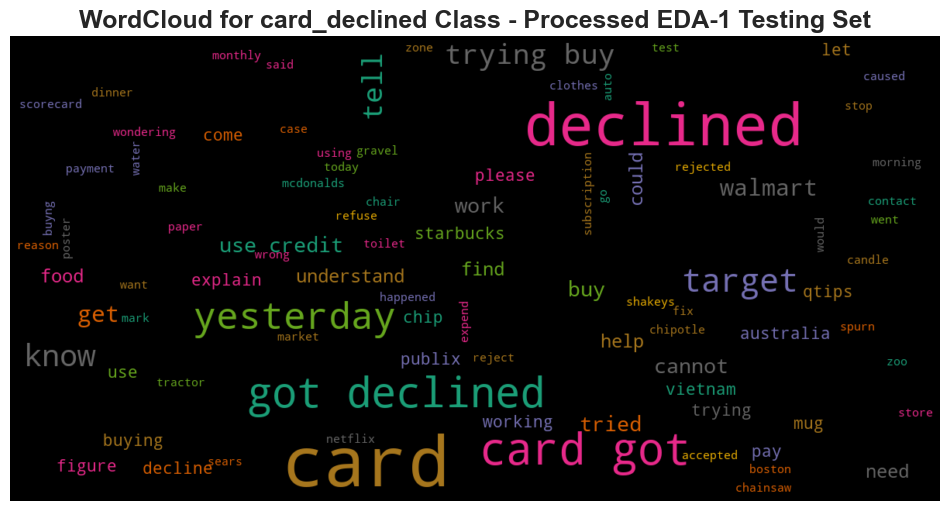 WordCloud for card_declined Class - Processed EDA-1 Testing Set
monthly
said
zone
trying buy
test
let
tell
clothes
auto
caused
scorecard
dinner
stop
declined
wondering
come
case
water
using
gravel
today
payment
please
could
rejected
morning
subscription
go
make
mcdonalds
walmart
contact
chair
work
buyng
poster
paper
refuse
starbucks
went
would
reason
use credit
wrong
toilet
candle
food
want
explain
understand
find
target
qtips
buy
happened
shakeys
fix
get
mark
yesterday
chip
expend
market
chipotle
help
australia
spurn
know
publix
reject
cannot
zoo
use
tractor
got declined
vietnam
trying
store
working
tried
mug
buying
netflix
card
card got
accepted
pay
figure
decline
sears
boston
need
chainsaw